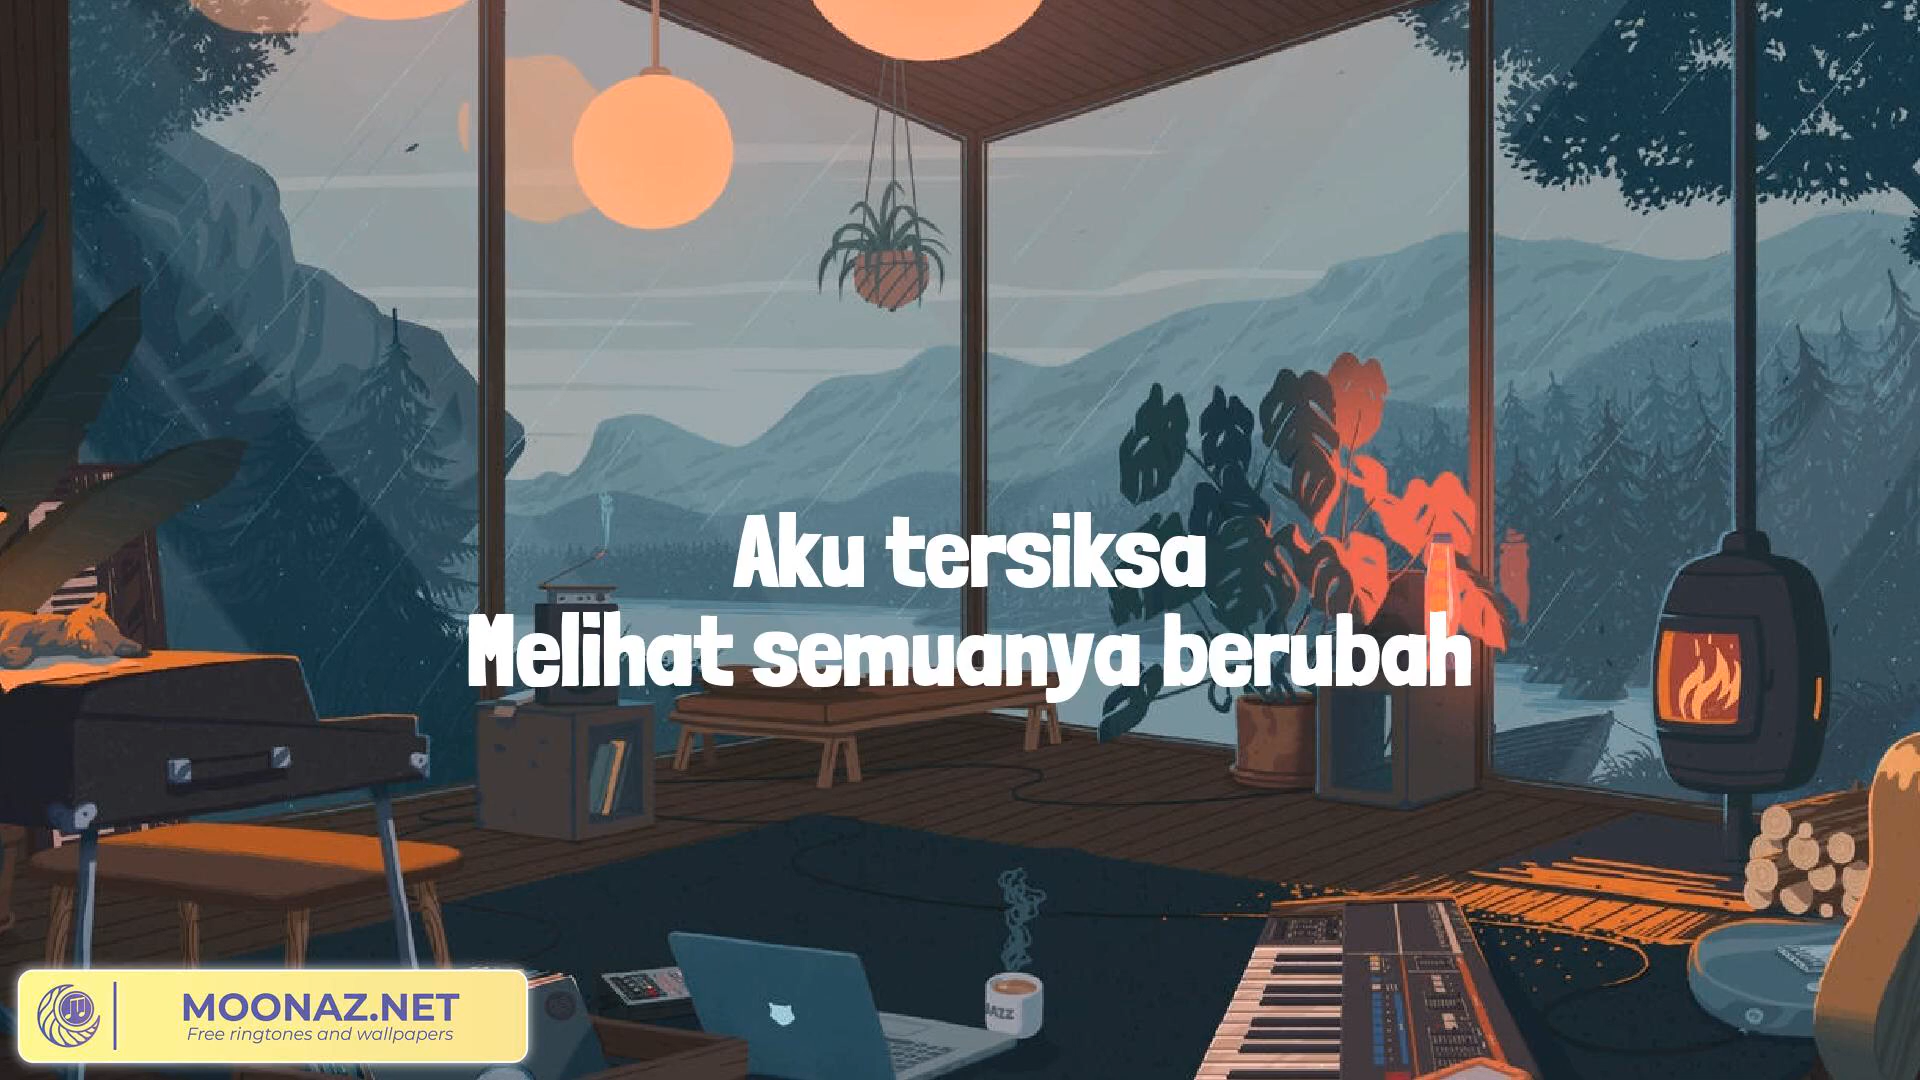 Aku tersiksa
Melihat semuanya berubah
MOONAZ.NET
Free ringtones and wallpapers